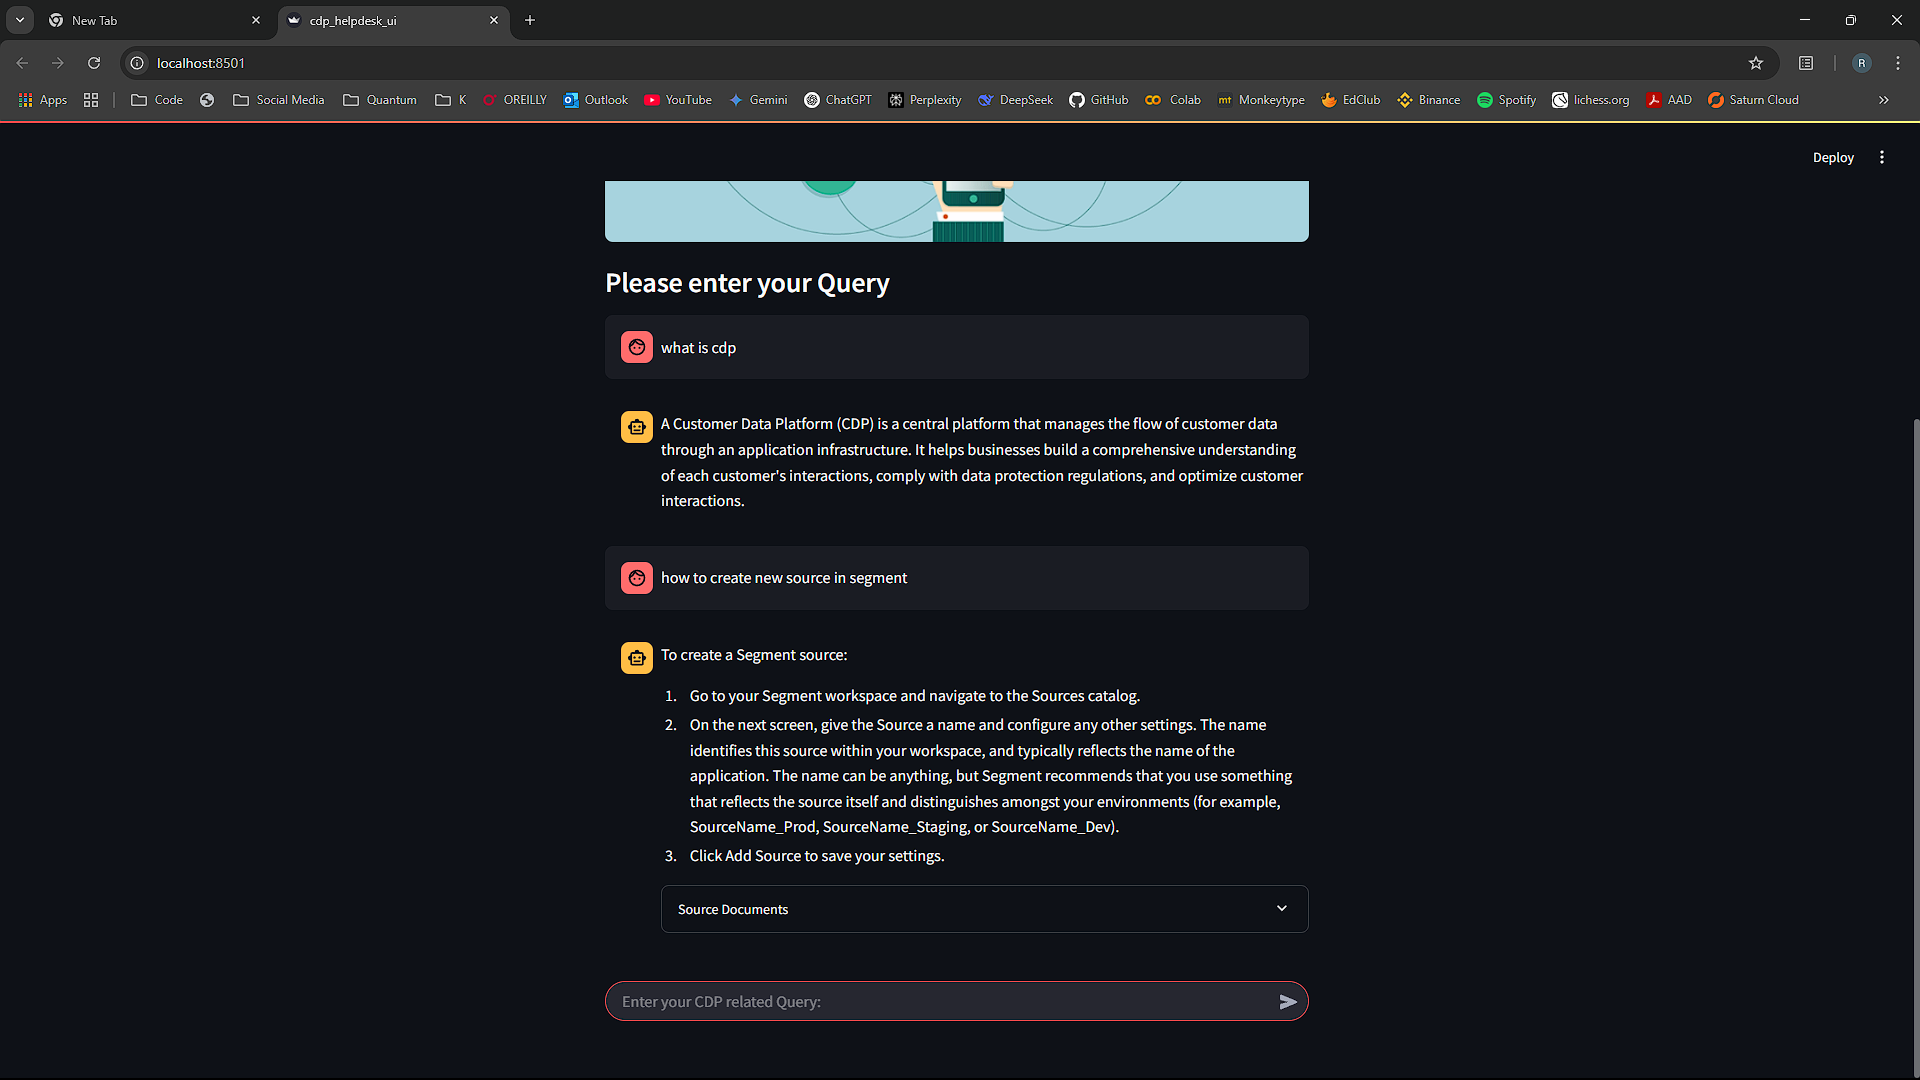 New Tab
cdp_helpdesk_ui
localhost:8501
R
Apps
Code
Social Media
Quantum
K
OREILLY
Outlook
YouTube
Gemini
ChatGPT
Perplexity
DeepSeek
GitHub
Colab
mt Monkeytype
EdClub
Binance
Spotify
lichess.org
AAD
Saturn Cloud
Deploy
Please enter your Query
what is cdp
A Customer Data Platform (CDP) is a central platform that manages the flow of customer data
through an application infrastructure. It helps businesses build a comprehensive understanding
of each customer's interactions, comply with data protection regulations, and optimize customer
interactions.
how to create new source in segment
To create a Segment source:
1. Go to your Segment workspace and navigate to the Sources catalog.
2. On the next screen, give the Source a name and configure any other settings. The name
identifies this source within your workspace, and typically reflects the name of the
application. The name can be anything, but Segment recommends that you use something
that reflects the source itself and distinguishes amongst your environments (for example,
SourceName_Prod, SourceName_Staging, or SourceName_Dev).
3. Click Add Source to save your settings.
Source Documents
Enter your CDP related Query: